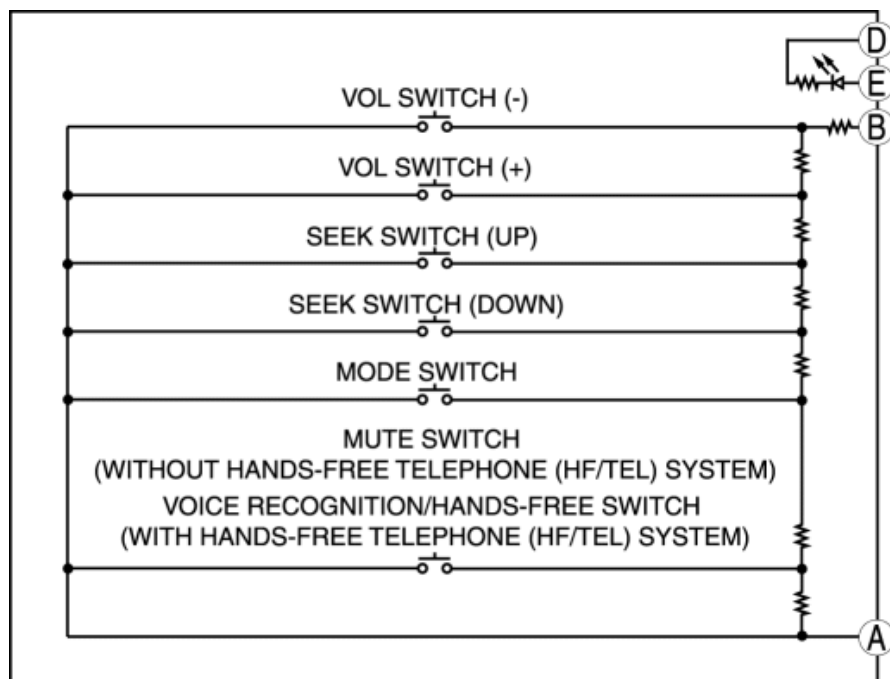 D
E
VOL SWITCH (-)
B
VOL SWITCH (+)
SEEK SWITCH (UP)
SEEK SWITCH (DOWN)
MODE SWITCH
MUTE SWITCH
(WITHOUT HANDS-FREE TELEPHONE (HF/TEL) SYSTEM)
VOICE RECOGNITION/HANDS-FREE SWITCH
(WITH HANDS-FREE TELEPHONE (HF/TEL) SYSTEM)
A